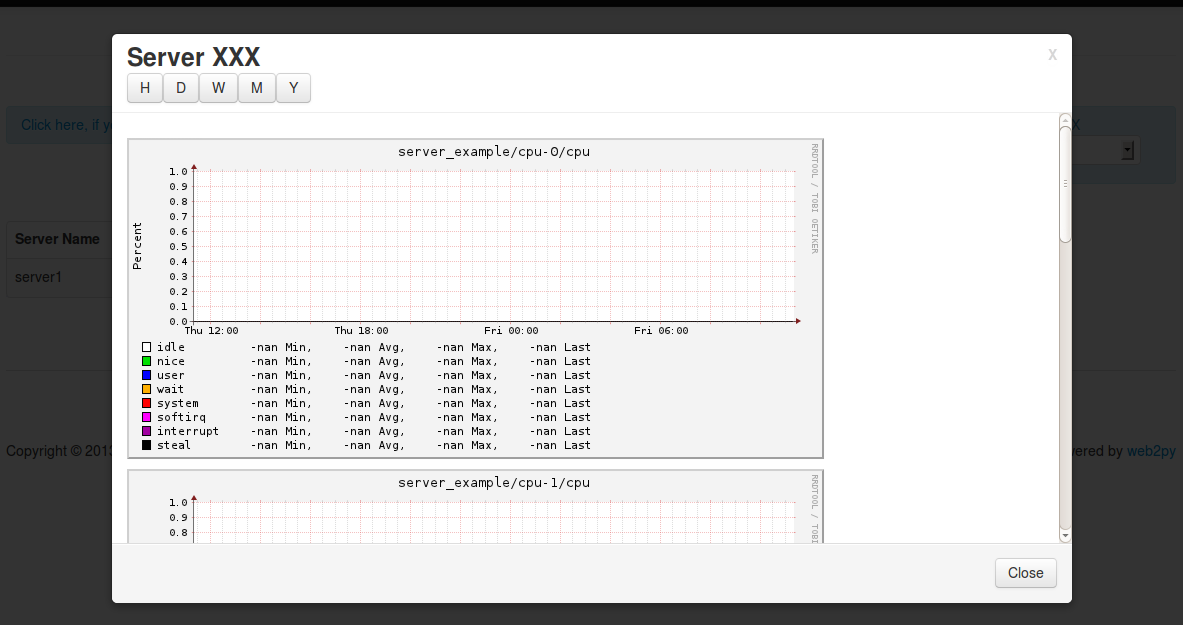 Server XXX
X
H D W M Y
Click here, if y
X
Server Name
server1
server_example/cpu-0/cpu
RRDTOOL / TOBI OETIKER
Percent
1.0
0.9
0.8
0.7
0.6
0.5
0.4
0.3
0.2
0.1
0.0
Thu 12:00 Thu 18:00 Fri 00:00 Fri 06:00
idle -nan Min, -nan Avg, -nan Max, -nan Last
nice -nan Min, -nan Avg, -nan Max, -nan Last
user -nan Min, -nan Avg, -nan Max, -nan Last
wait -nan Min, -nan Avg, -nan Max, -nan Last
system -nan Min, -nan Avg, -nan Max, -nan Last
softirq -nan Min, -nan Avg, -nan Max, -nan Last
interrupt -nan Min, -nan Avg, -nan Max, -nan Last
steal -nan Min, -nan Avg, -nan Max, -nan Last
server_example/cpu-1/cpu
RRDTOOL / TOBI
1.0
0.9
0.8
Copyright © 2013
ered by web2py
Close